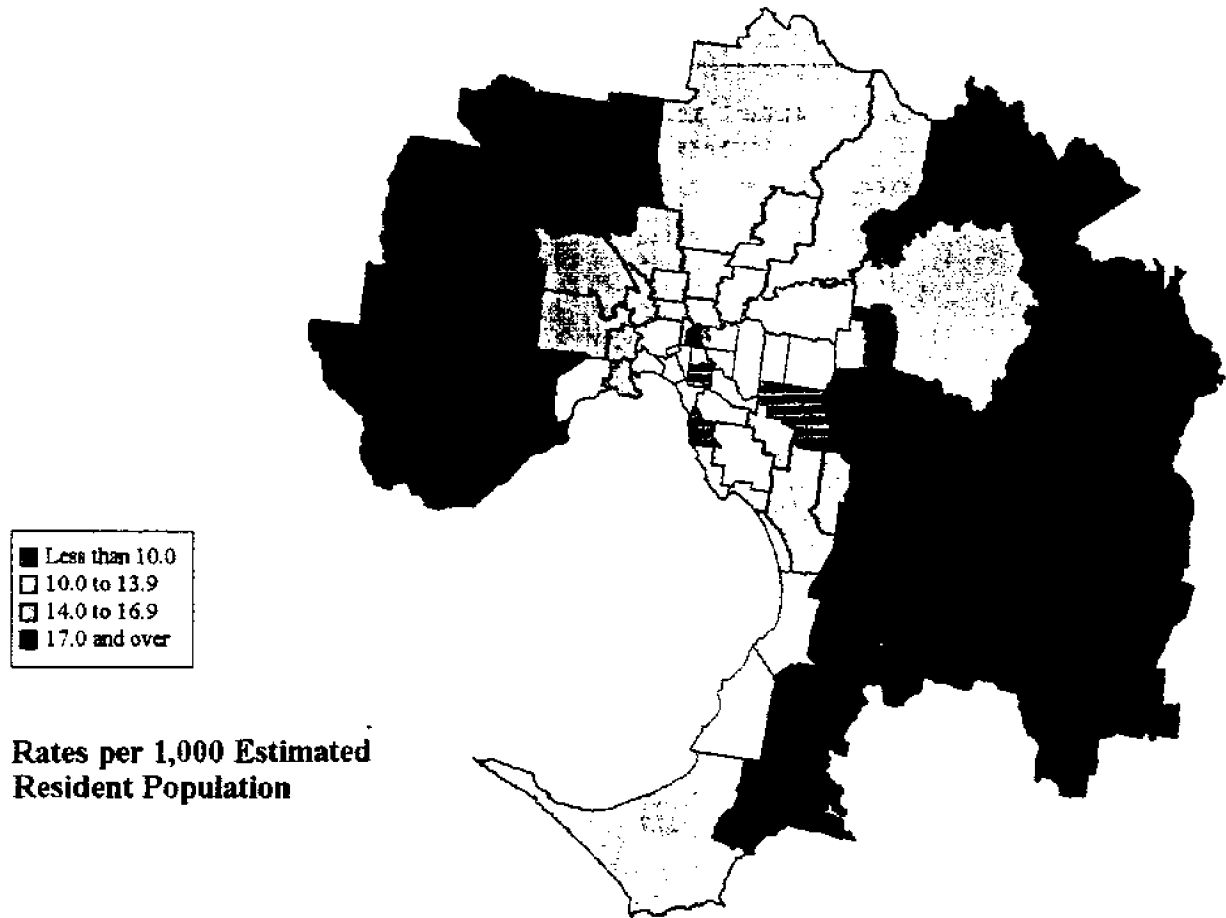 Less than 10.0
10.0 to 13.9
14.0 to 16.9
17.0 and over
Rates per 1,000 Estimated
Resident Population